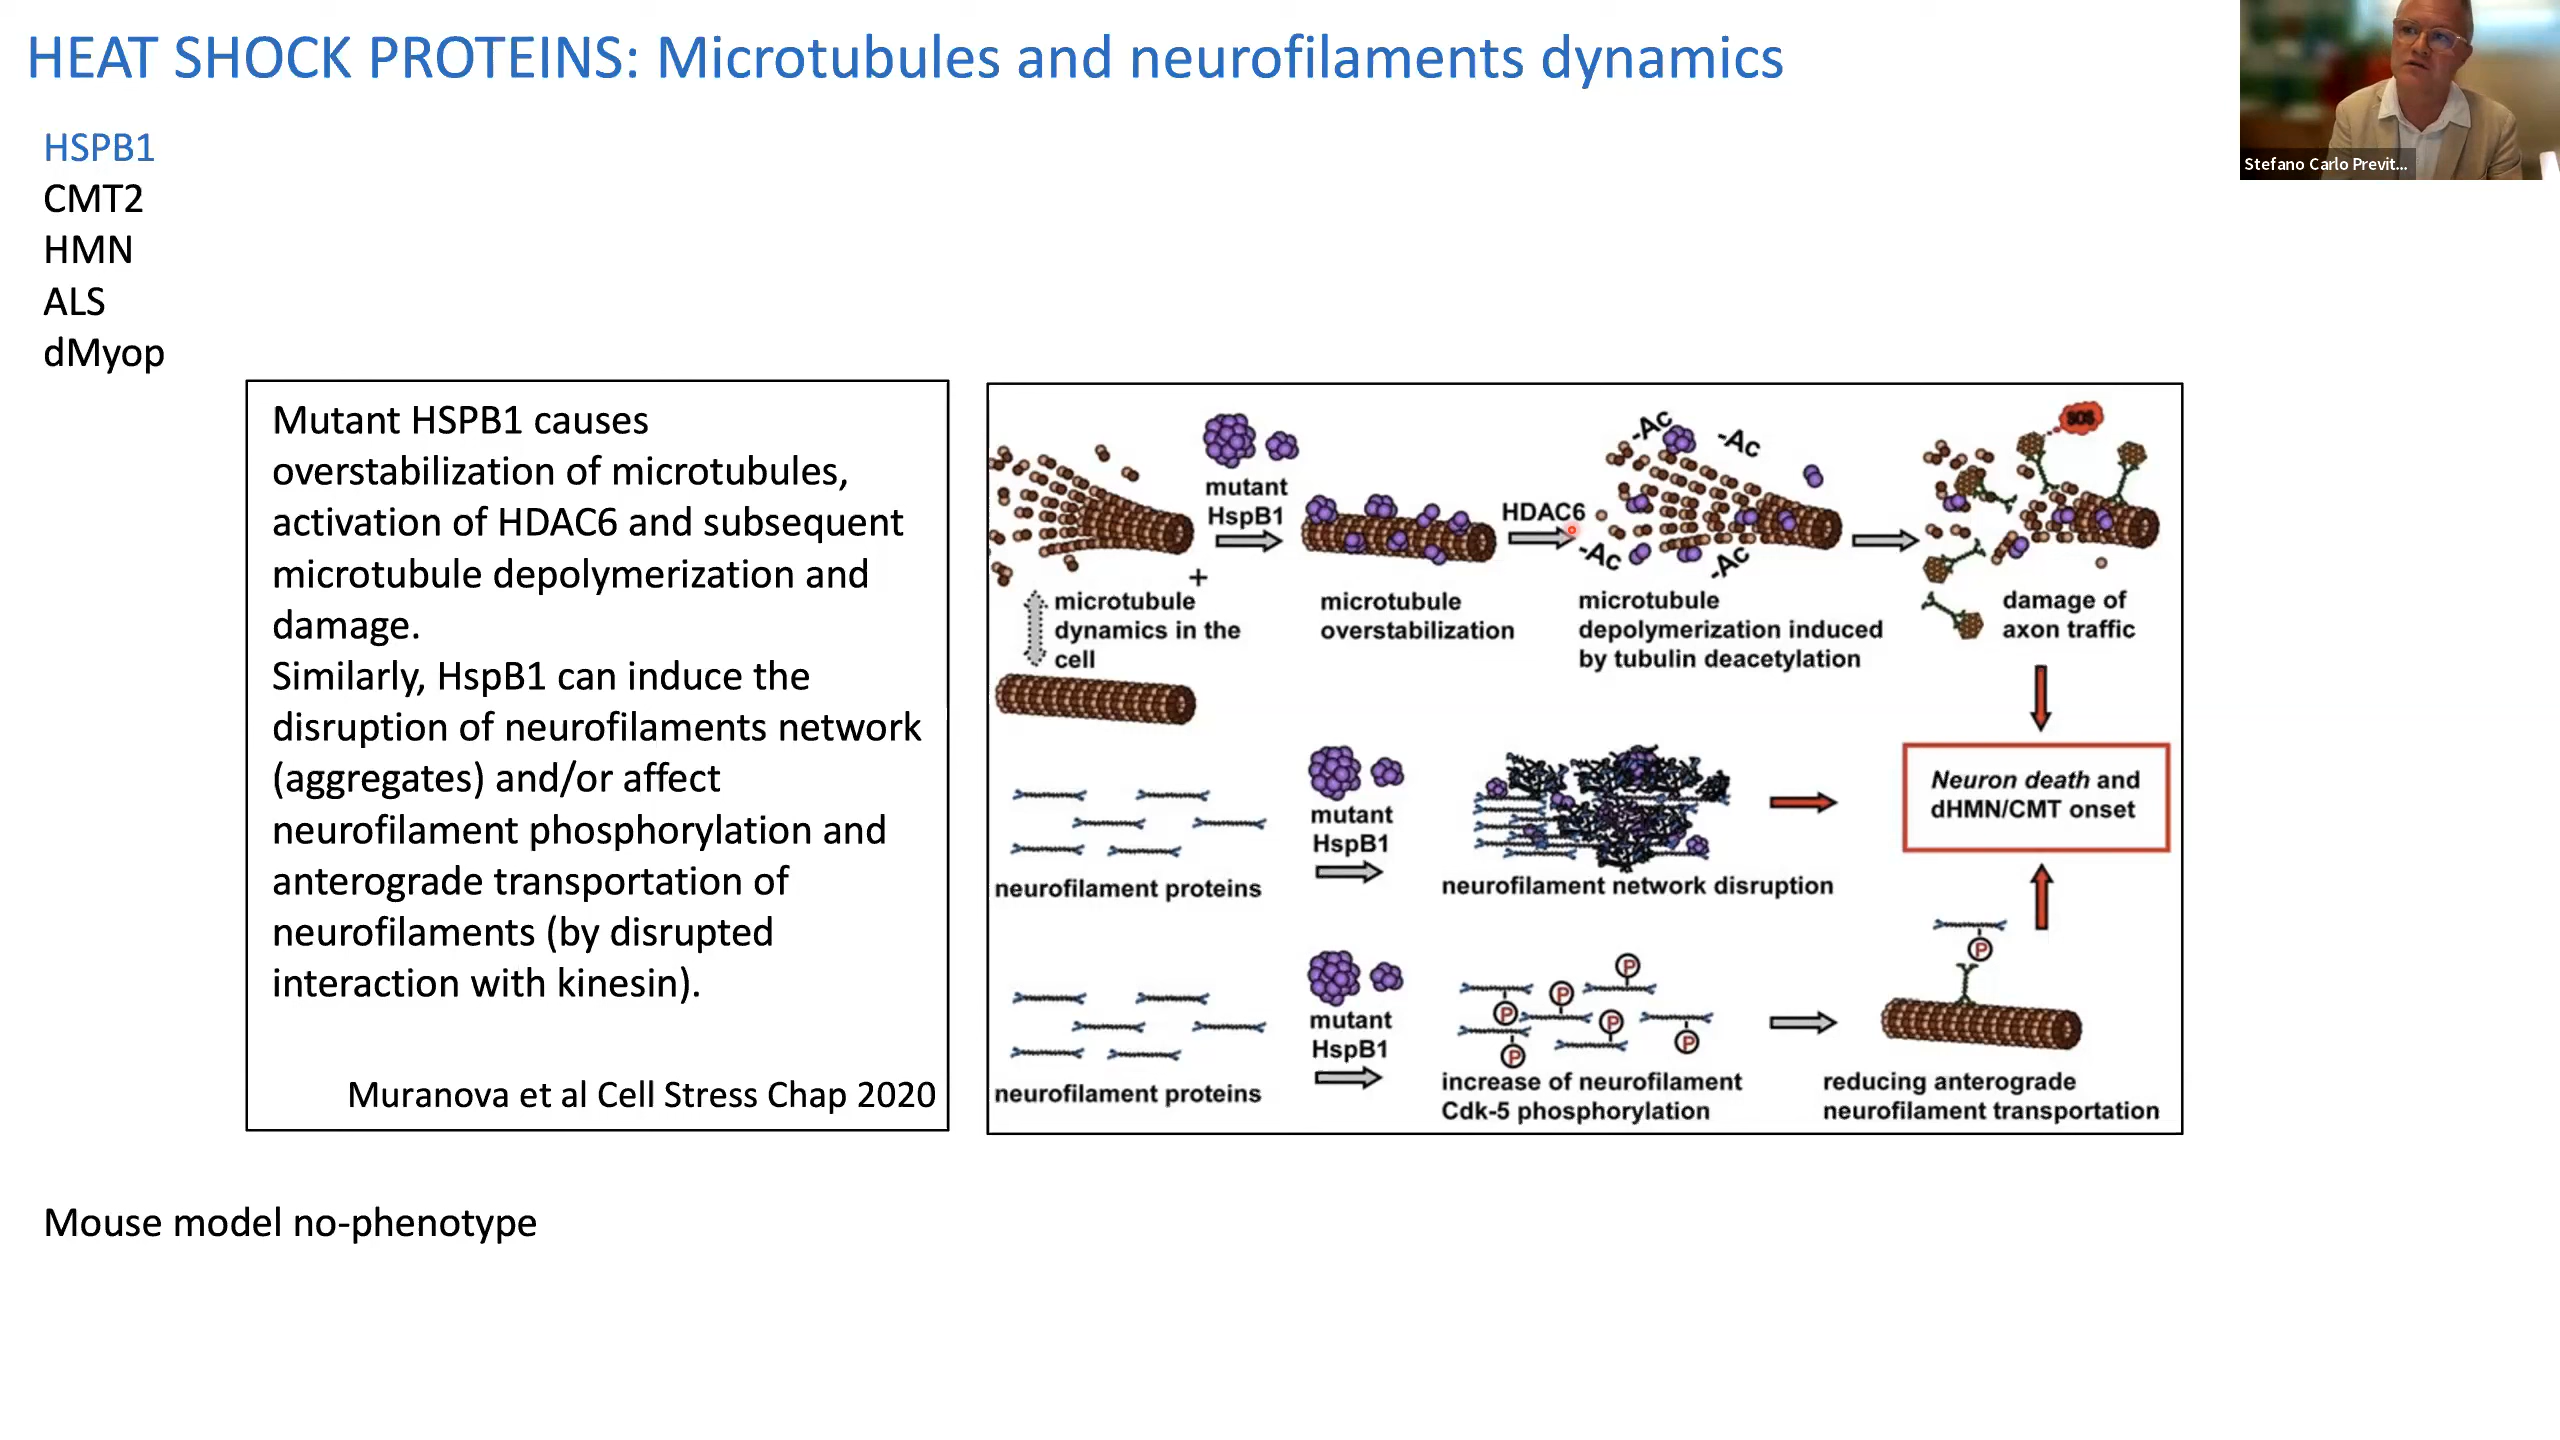 HEAT SHOCK PROTEINS: Microtubules and neurofilaments dynamics
Stefano Carlo Previt...
HSPB1
CMT2
HMN
ALS
dMyop
Mutant HSPB1 causes
overstabilization of microtubules,
activation of HDAC6 and subsequent
microtubule depolymerization and
damage.
Similarly, HspB1 can induce the
disruption of neurofilaments network
(aggregates) and/or affect
neurofilament phosphorylation and
anterograde transportation of
neurofilaments (by disrupted
interaction with kinesin).
Muranova et al Cell Stress Chap 2020
+
microtubule
dynamics in the
cell
mutant
HspB1
microtubule
overstabilization
HDAC6
-Ac
-Ac
-Ac
-Ac
microtubule
depolymerization induced
by tubulin deacetylation
SOS
damage of
axon traffic
neurofilament proteins
mutant
HspB1
neurofilament network disruption
Neuron death and
dHMN/CMT onset
neurofilament proteins
mutant
HspB1
P
P
P
P
P
P
increase of neurofilament
Cdk-5 phosphorylation
P
reducing anterograde
neurofilament transportation
Mouse model no-phenotype